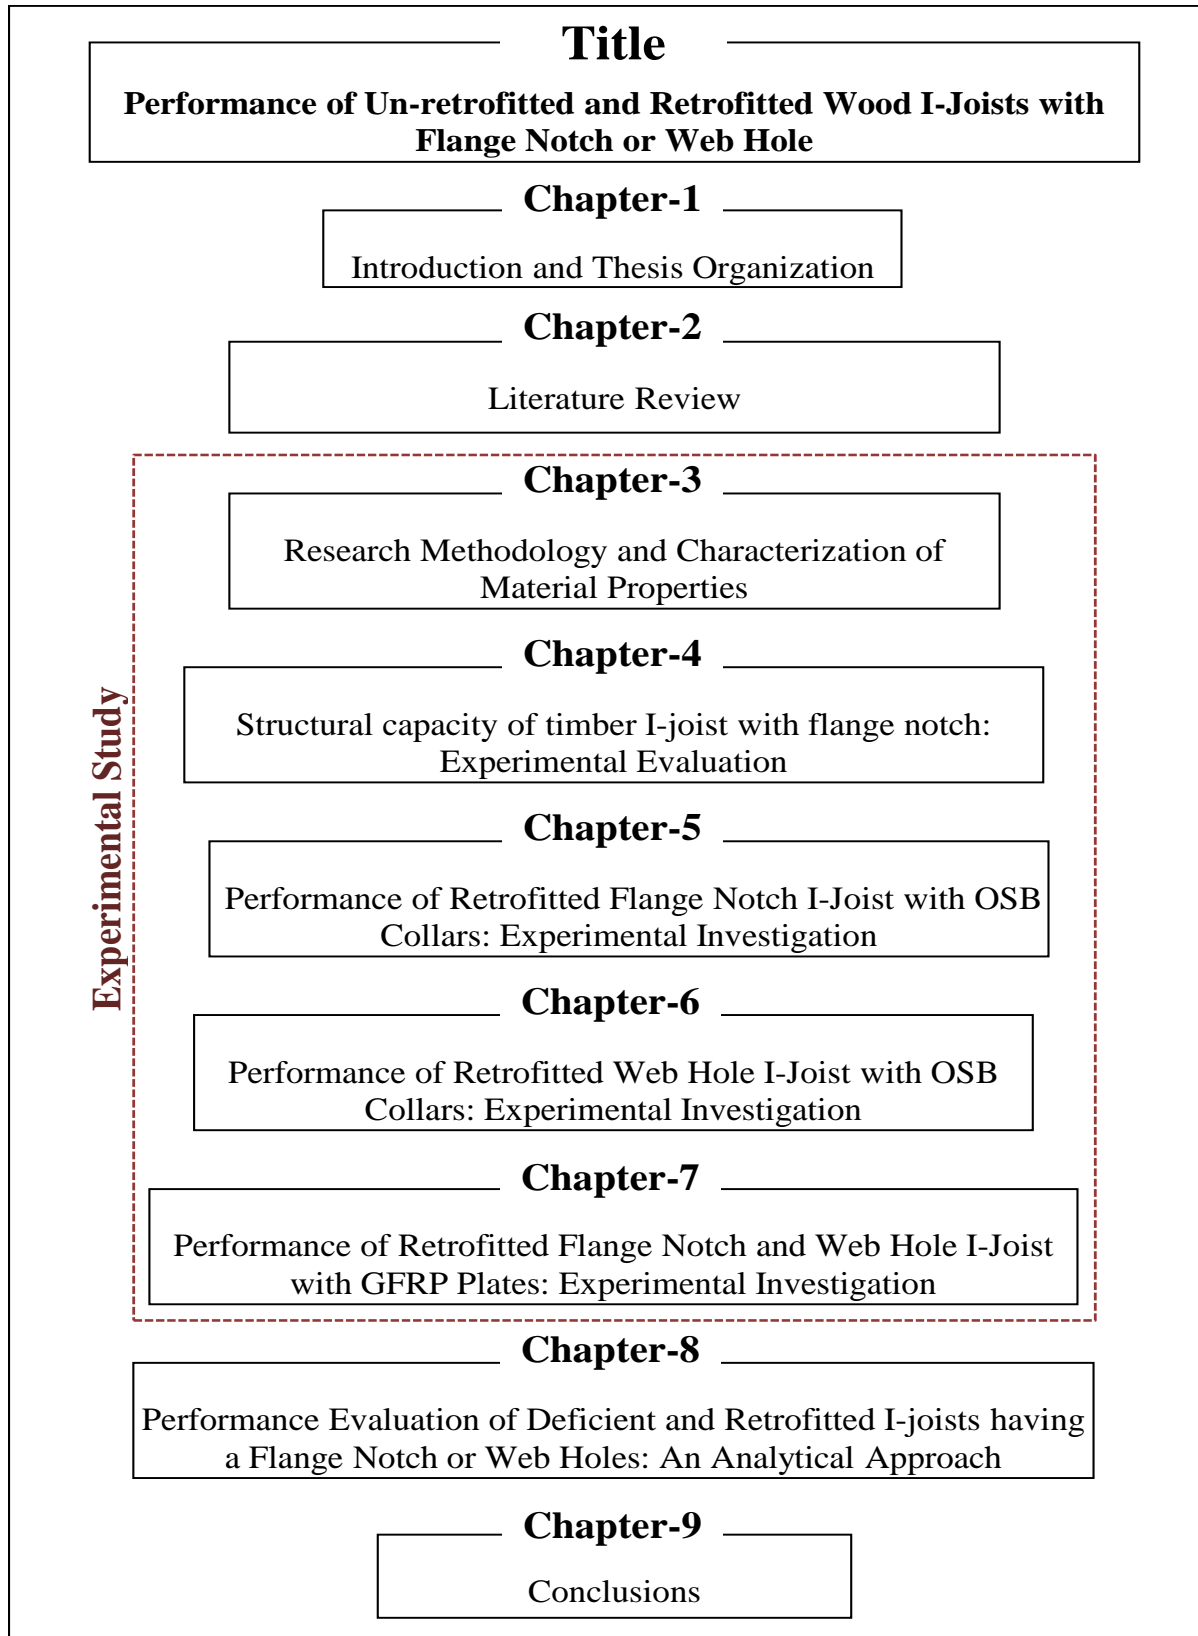 Title
Performance of Un-retrofitted and Retrofitted Wood I-Joists with
Flange Notch or Web Hole
Chapter-1
Introduction and Thesis Organization
Chapter-2
Literature Review
Experimental Study
Chapter-3
Research Methodology and Characterization of
Material Properties
Chapter-4
Structural capacity of timber I-joist with flange notch:
Experimental Evaluation
Chapter-5
Performance of Retrofitted Flange Notch I-Joist with OSB
Collars: Experimental Investigation
Chapter-6
Performance of Retrofitted Web Hole I-Joist with OSB
Collars: Experimental Investigation
Chapter-7
Performance of Retrofitted Flange Notch and Web Hole I-Joist
with GFRP Plates: Experimental Investigation
Chapter-8
Performance Evaluation of Deficient and Retrofitted I-joists having
a Flange Notch or Web Holes: An Analytical Approach
Chapter-9
Conclusions